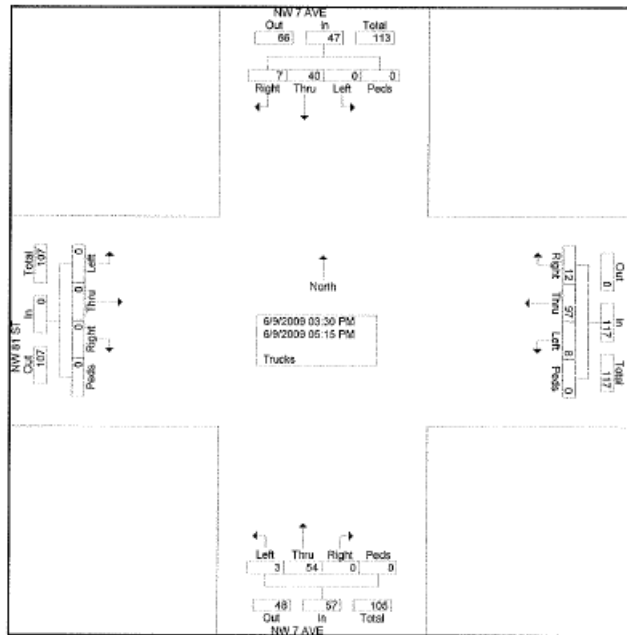 NW 7 AVE
Out In Total
66 47 113
7 40 0 0
Right Thru Left Peds
NW 81 ST
Out In Total
107 0 107
0 0 0 0
Left Thru Right Peds
North
6/9/2009 03:30 PM
6/9/2009 05:15 PM
Trucks
Right Thru Left Peds
12 97 8 0
Out In Total
0 117 117
Left Thru Right Peds
3 54 0 0
48 57 105
Out In Total
NW 7 AVE